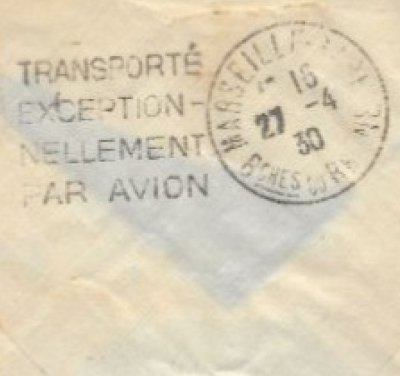 TRANSPORTÉ
EXCEPTION-
NELLEMENT
PAR AVION
MARSEILLE
16
27 -4
30
BCHES DU RH